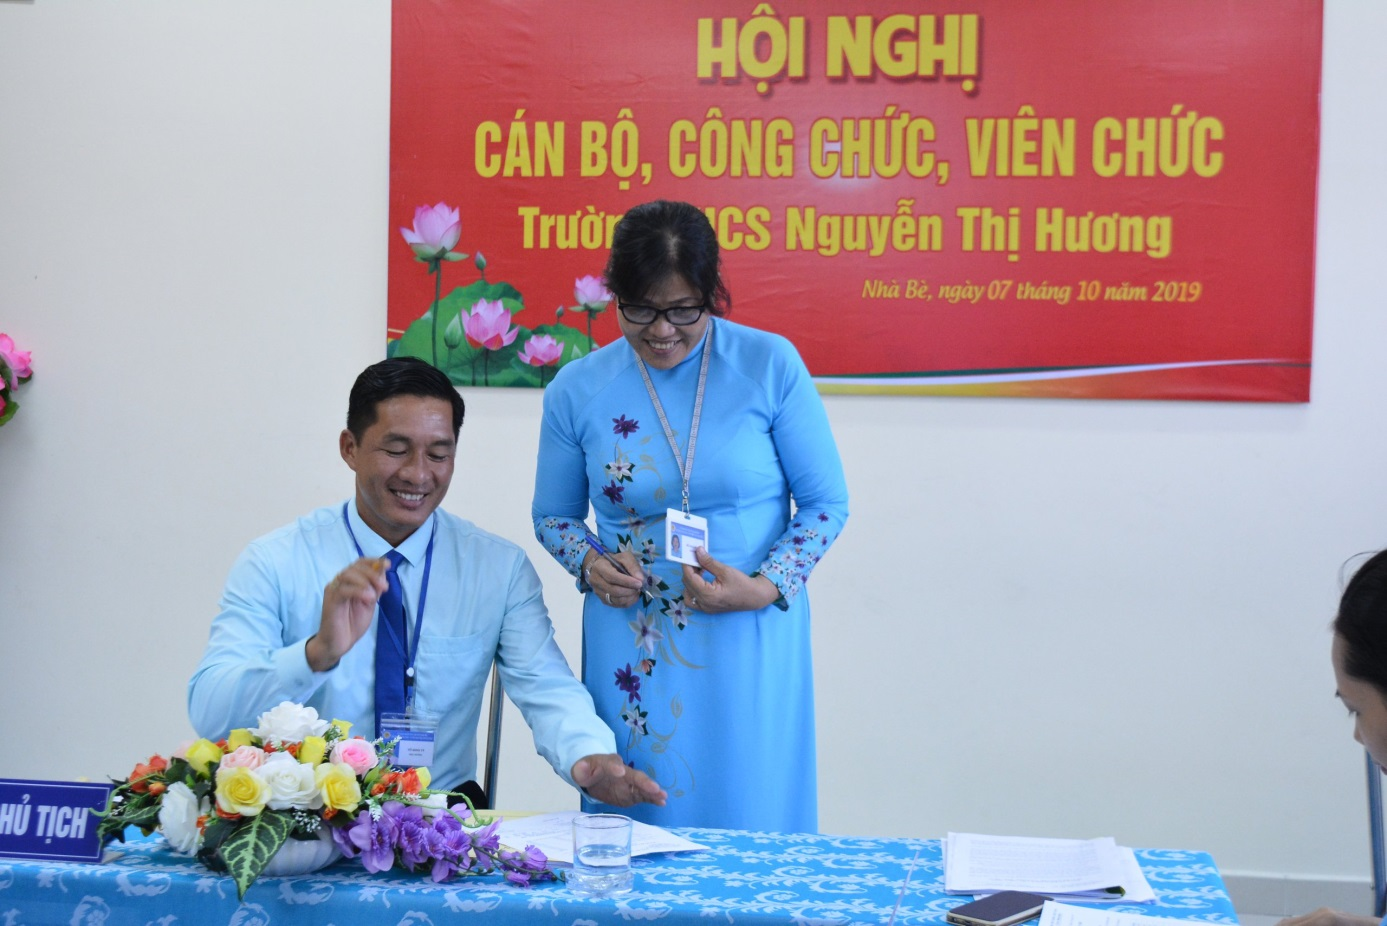 HỘI NGHỊ
CÁN BỘ, CÔNG CHỨC, VIÊN CHỨC
Nguyễn Thị Hương
Nhà Bè, ngày 07 tháng 10 năm 2019
TỊCH